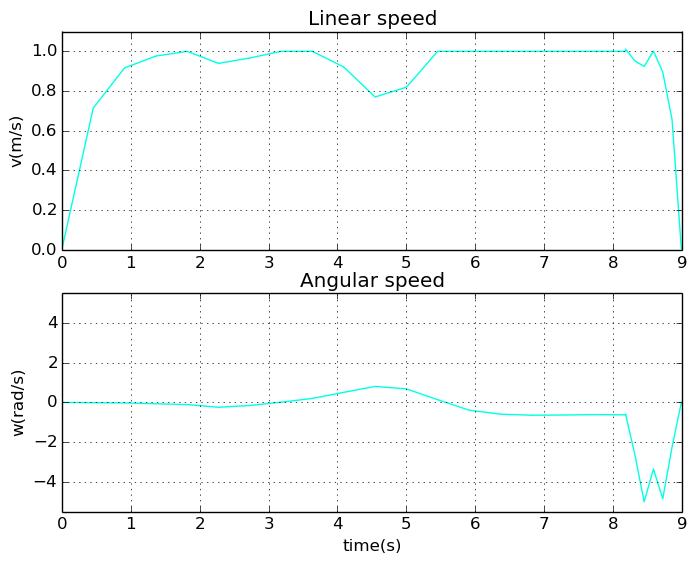 Linear speed
v(m/s)
1.0
0.8
0.6
0.4
0.2
0.0
0 1 2 3 4 5 6 7 8 9
Angular speed
w(rad/s)
4
2
0
−2
−4
0 1 2 3 4 5 6 7 8 9
time(s)